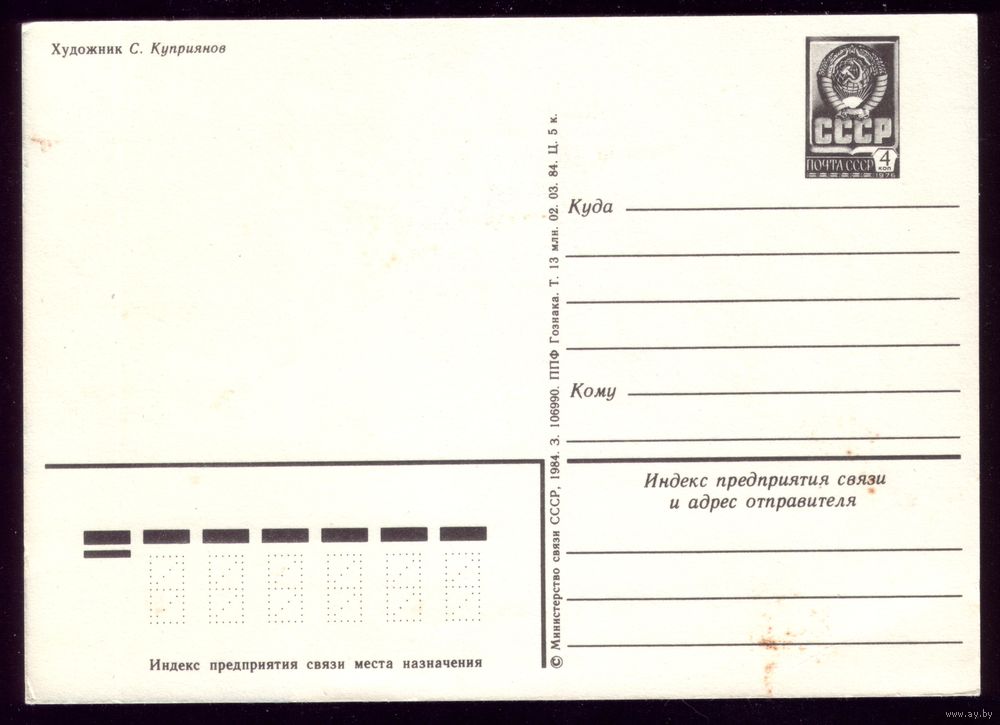 Художник С. Куприянов
СССР
ПОЧТА СССР
4
КОП
1976
Куда
Кому
© Министерство связи СССР, 1984. З. 106990. ППФ Гознака. Т. 13 млн. 02. 03. 84. Ц. 5 к.
Индекс предприятия связи
и адрес отправителя
Индекс предприятия связи места назначения
www.ay.by